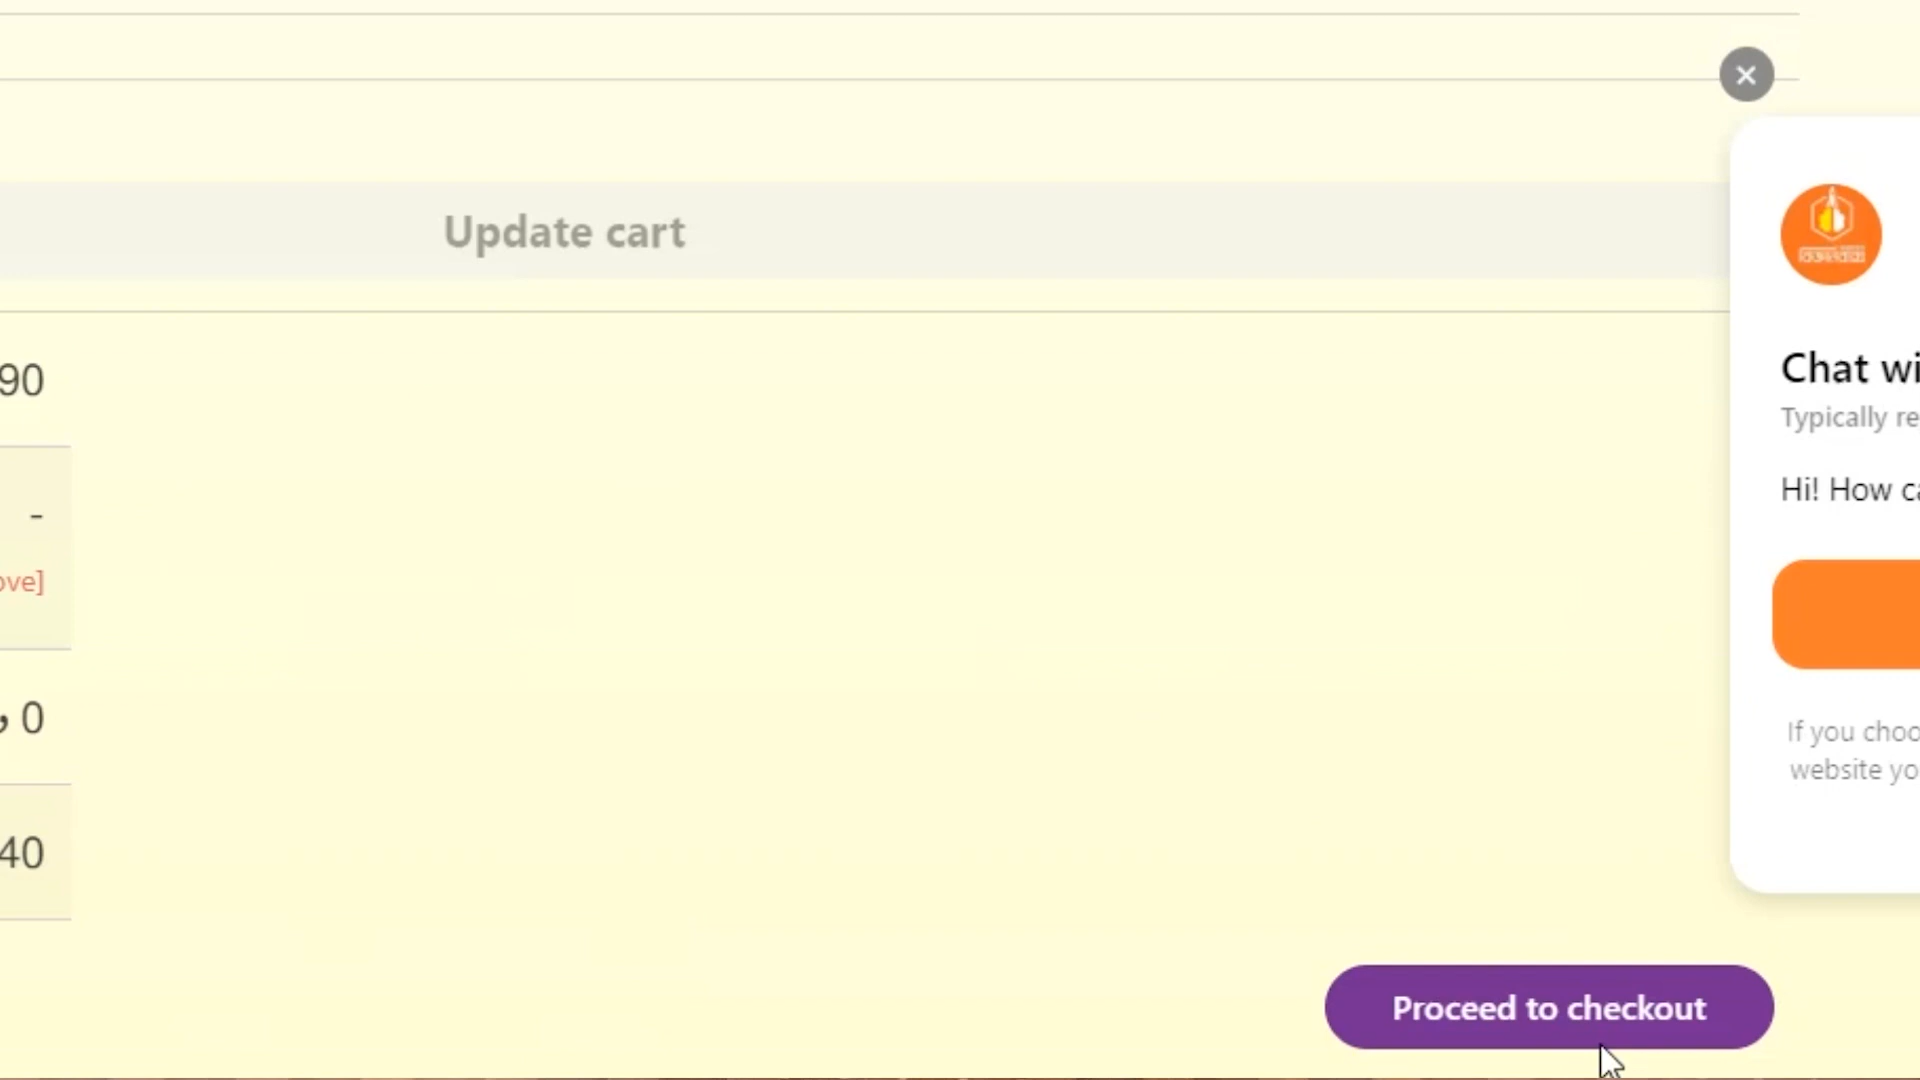 Update cart
90
-
ove]
0
40
Proceed to checkout
Chat wi
Typically re
Hi! How ca
If you choo
website yo